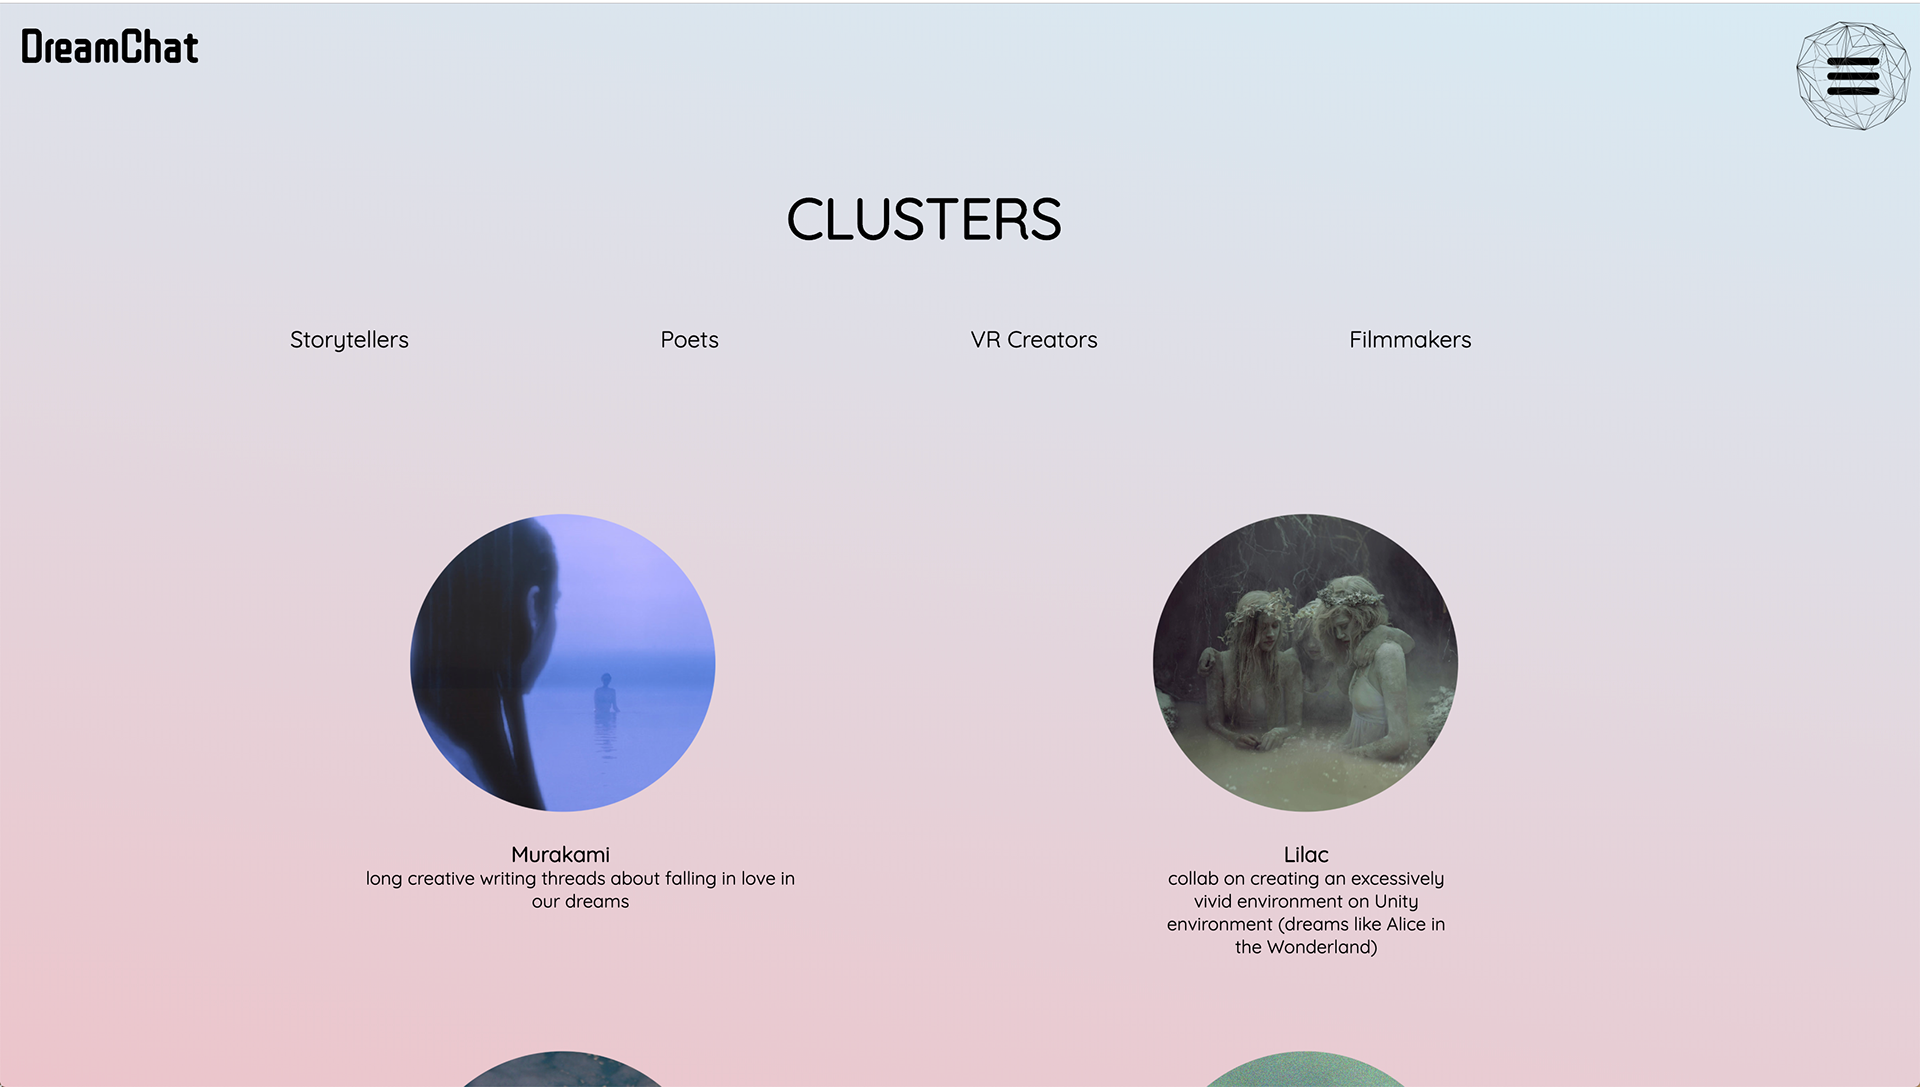 DreamChat
CLUSTERS
Storytellers
Poets
VR Creators
Filmmakers
Murakami
long creative writing threads about falling in love in
our dreams
Lilac
collab on creating an excessively
vivid environment on Unity
environment (dreams like Alice in
the Wonderland)